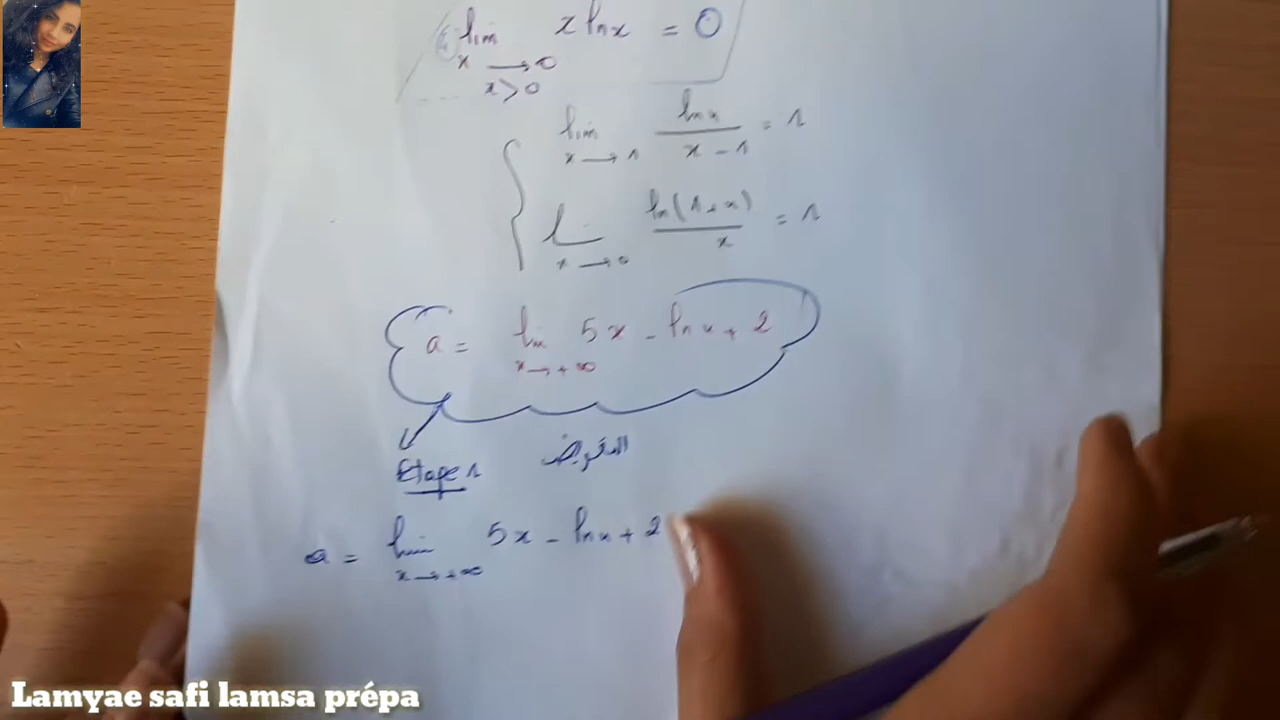 lim x ln x = 0
x → 0
x > 0
lim ln x / x - 1 = 1
x → 1
lim ln(1+x) / x = 1
x → 0
a = lim 5x - ln x + 2
x → +∞
Etape 1 التعويض
a = lim 5x - ln x + 2
x → +∞
Lamyae safi lamsa prépa